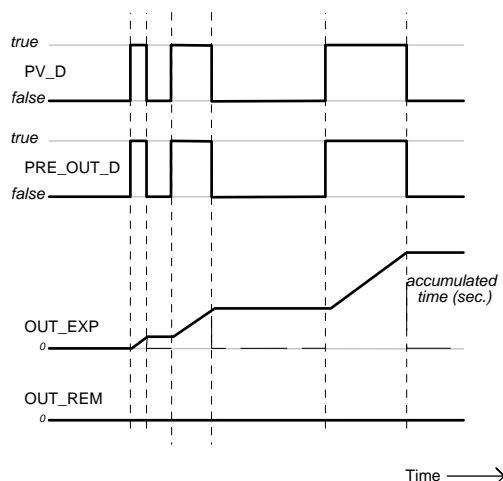 true
PV_D
false
true
PRE_OUT_D
false
accumulated
time (sec.)
OUT_EXP
0
OUT_REM
0
Time